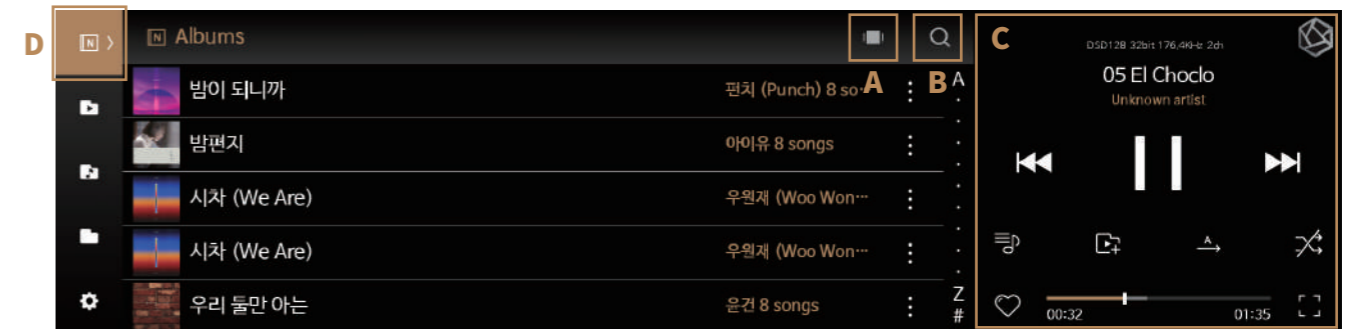 D
N
N Albums
A
B
C
밤이 되니까
펀치 (Punch) 8 so···
밤편지
아이유 8 songs
시차 (We Are)
우원재 (Woo Won···
시차 (We Are)
우원재 (Woo Won···
우리 둘만 아는
윤건 8 songs
A
Z
#
DSD128 32bit 176,4KHz 2ch
05 El Choclo
Unknown artist
A
00:32
01:35